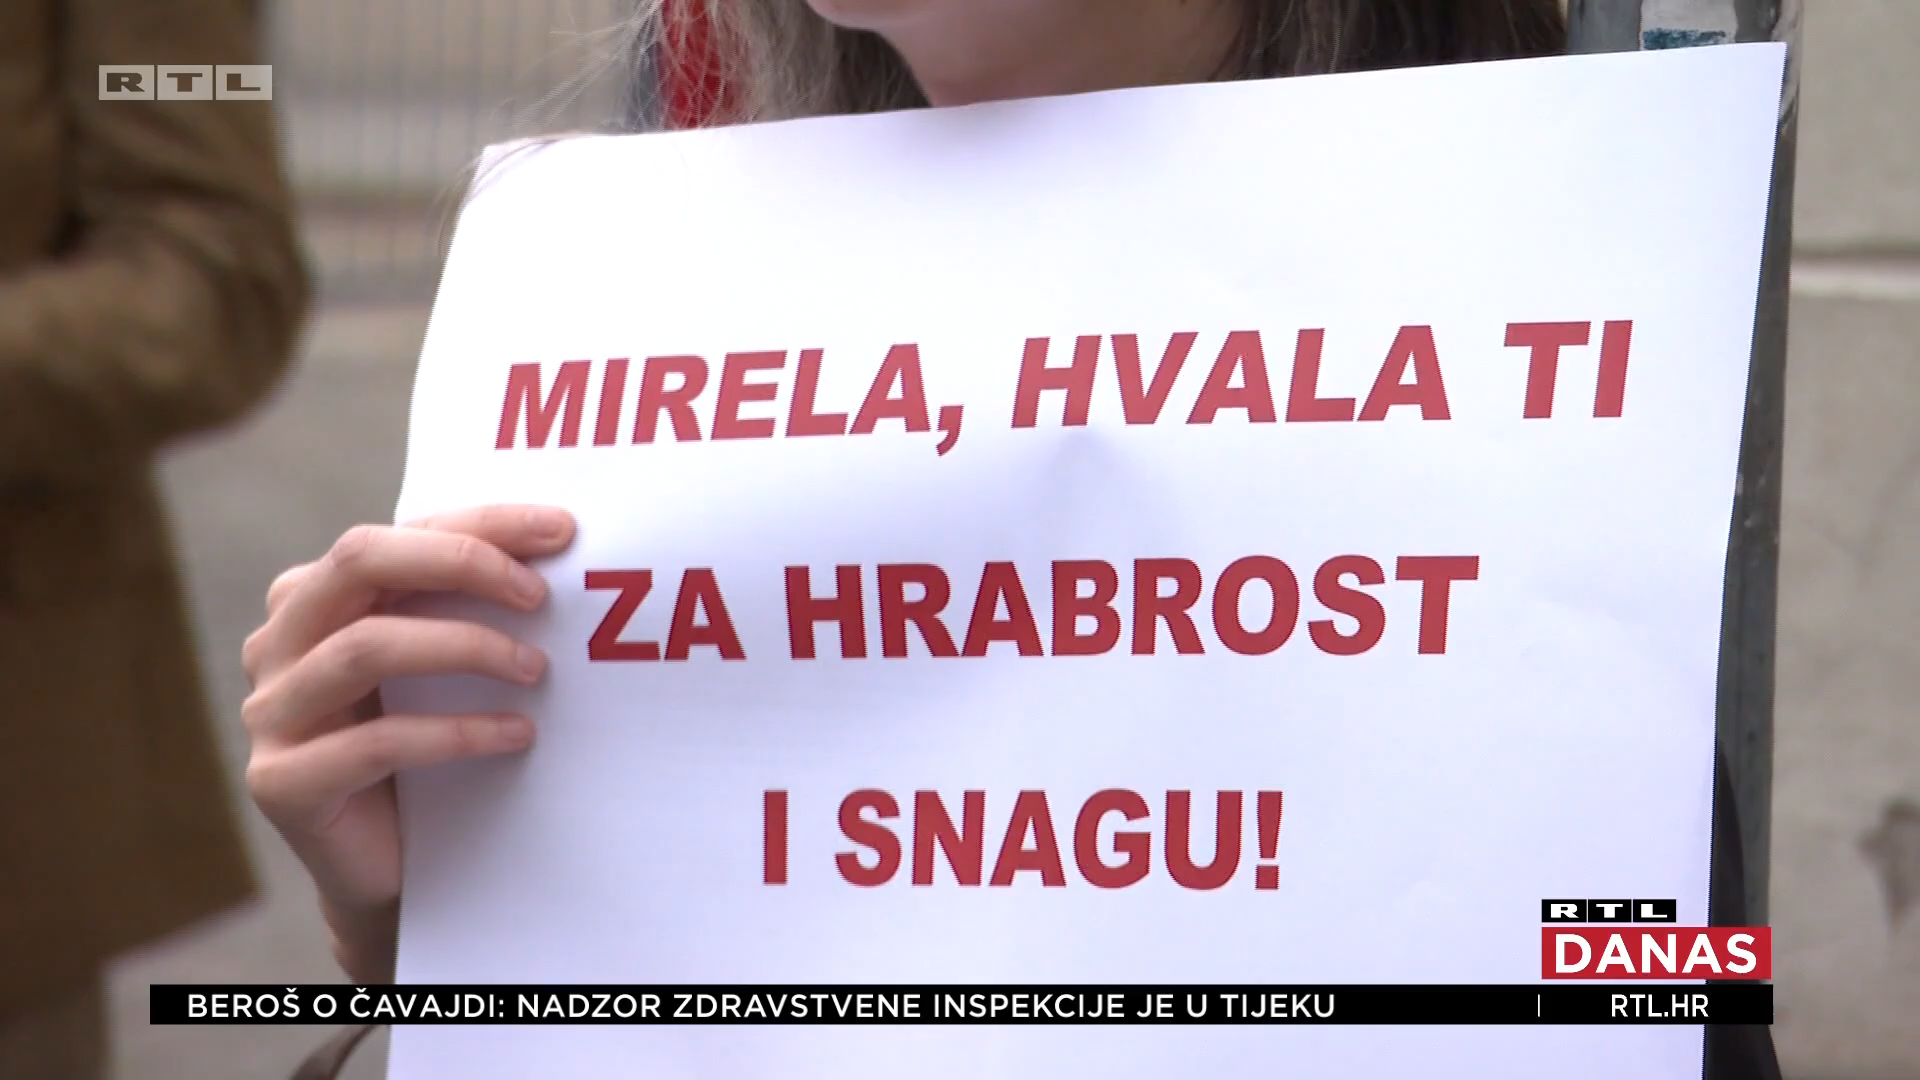 RTL
MIRELA, HVALA TI
ZA HRABROST
I SNAGU!
RTL
DANAS
BEROŠ O ČAVAJDI: NADZOR ZDRAVSTVENE INSPEKCIJE JE U TIJEKU | RTL.HR